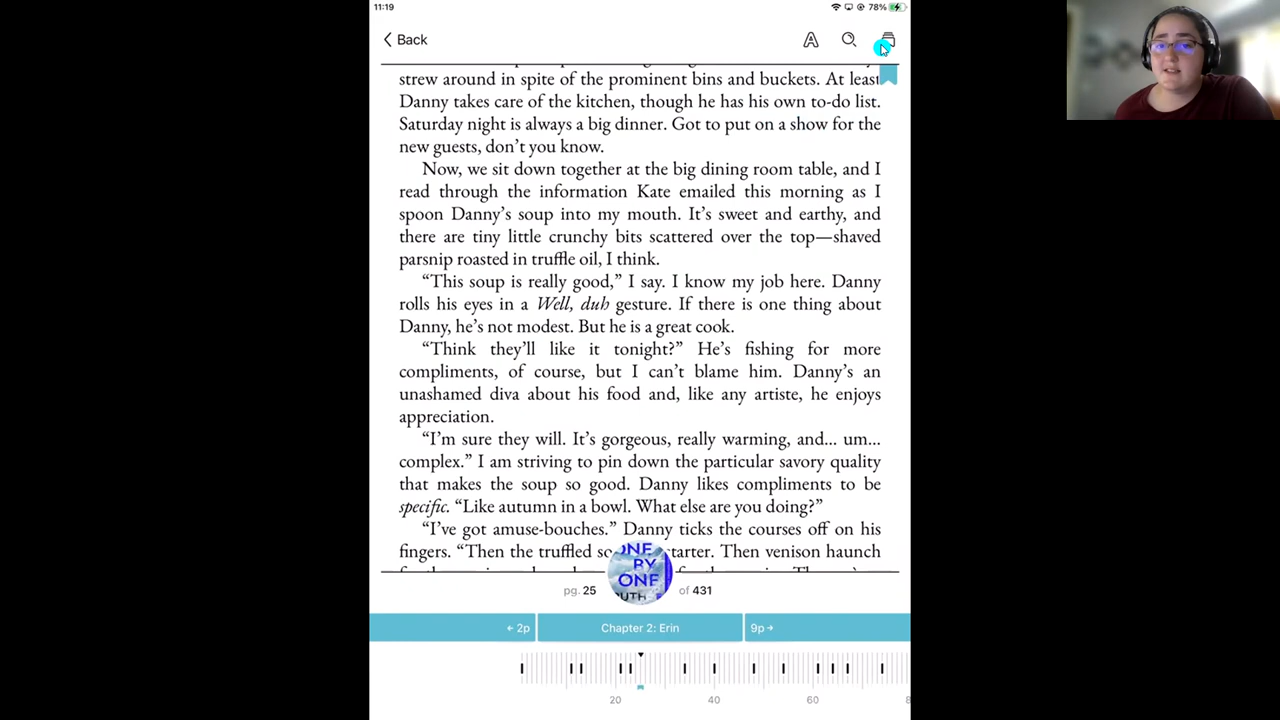 11:19
78%
Back
strew around in spite of the prominent bins and buckets. At least
Danny takes care of the kitchen, though he has his own to-do list.
Saturday night is always a big dinner. Got to put on a show for the
new guests, don’t you know.
Now, we sit down together at the big dining room table, and I
read through the information Kate emailed this morning as I
spoon Danny’s soup into my mouth. It’s sweet and earthy, and
there are tiny little crunchy bits scattered over the top—shaved
parsnip roasted in truffle oil, I think.
“This soup is really good,” I say. I know my job here. Danny
rolls his eyes in a Well, duh gesture. If there is one thing about
Danny, he’s not modest. But he is a great cook.
“Think they’ll like it tonight?” He’s fishing for more
compliments, of course, but I can’t blame him. Danny’s an
unashamed diva about his food and, like any artiste, he enjoys
appreciation.
“I’m sure they will. It’s gorgeous, really warming, and... um...
complex.” I am striving to pin down the particular savory quality
that makes the soup so good. Danny likes compliments to be
specific. “Like autumn in a bowl. What else are you doing?”
“I’ve got amuse-bouches.” Danny ticks the courses off on his
fingers. “Then the truffled so tarter. Then venison haunch
ONE
BY
ONE
pg. 25
of 431
← 2p
Chapter 2: Erin
9p →
20
40
60